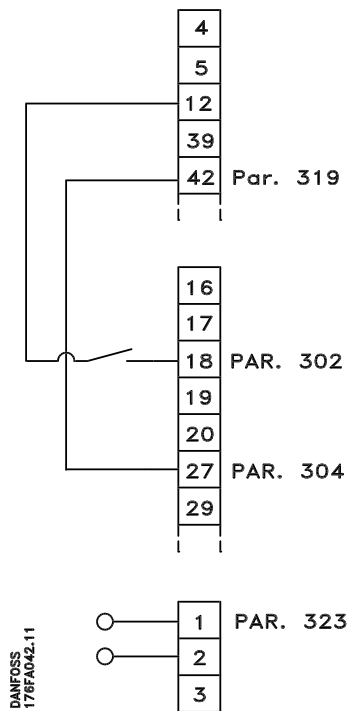 4
5
12
39
42 Par. 319
16
17
18 PAR. 302
19
20
27 PAR. 304
29
1 PAR. 323
2
3
DANFOSS
176FA042.11